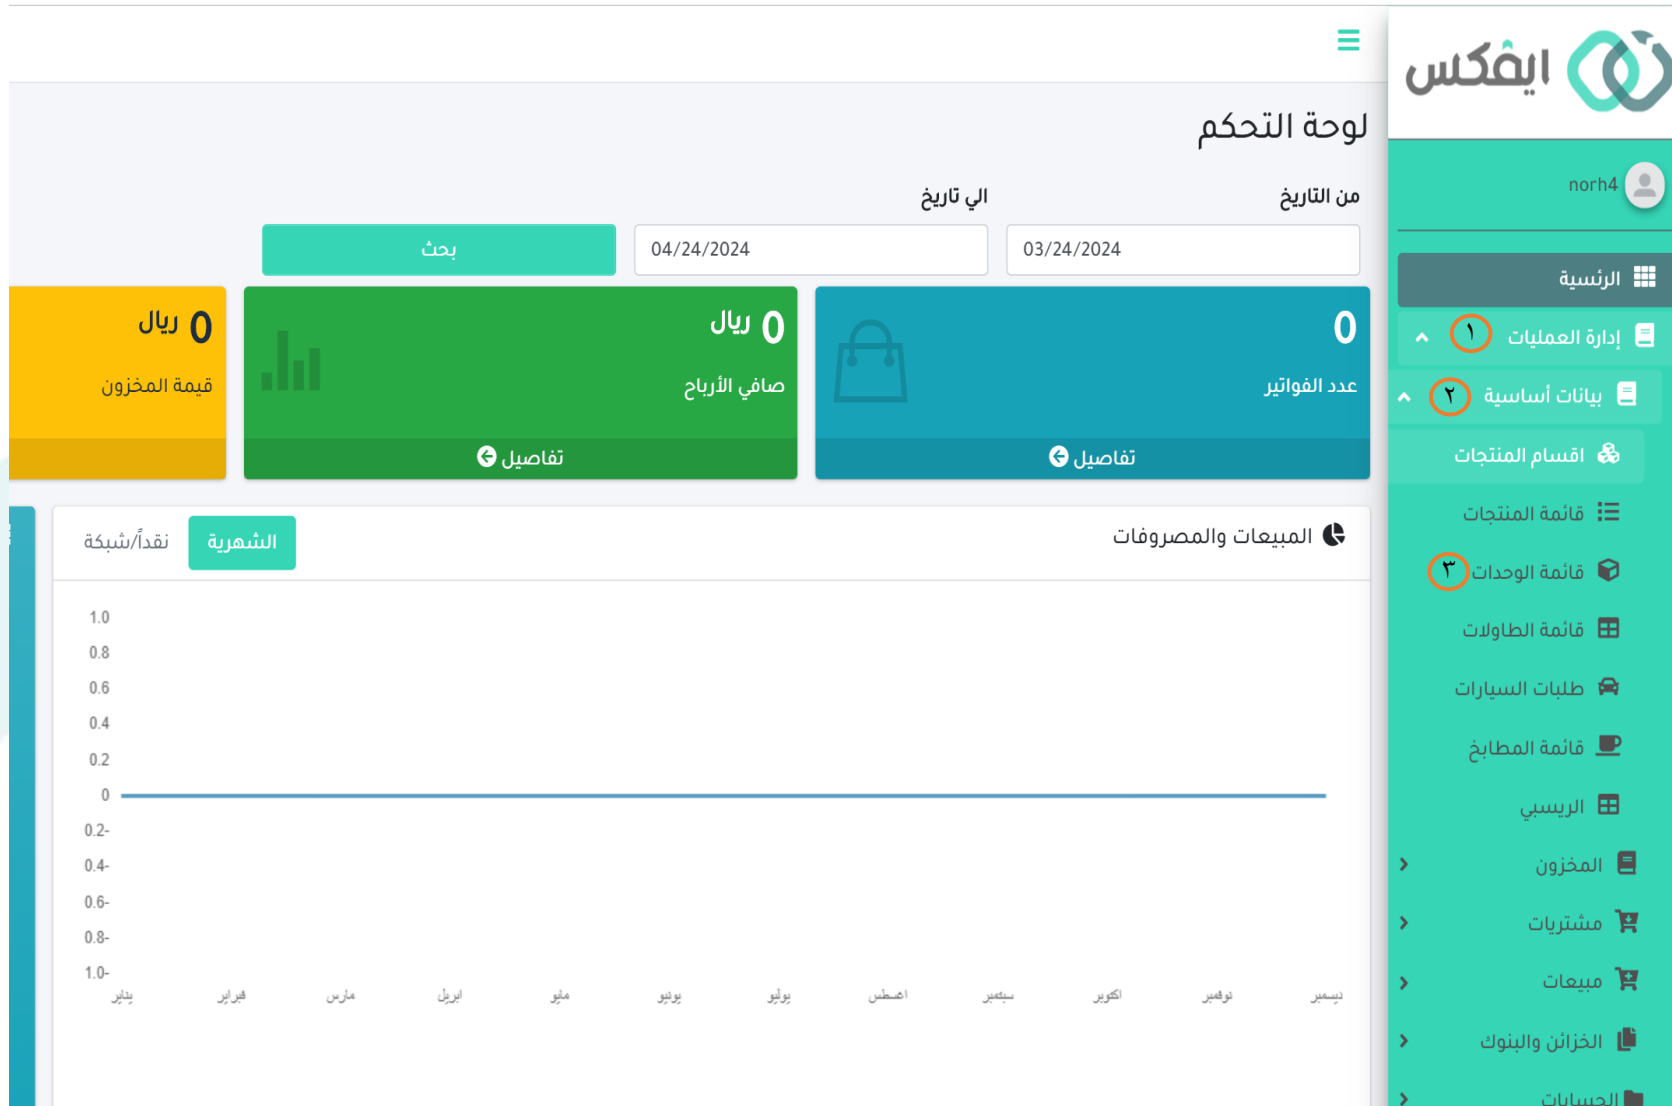 ايفكس
norh4
الرئسية
إدارة العمليات ١
بيانات أساسية ٢
اقسام المنتجات
قائمة المنتجات
قائمة الوحدات ٣
قائمة الطاولات
طلبات السيارات
قائمة المطابخ
الريسبي
المخزون
مشتريات
مبيعات
الخزائن والبنوك
الحسابات
لوحة التحكم
من التاريخ
الي تاريخ
03/24/2024
04/24/2024
بحث
0
عدد الفواتير
تفاصيل
0 ريال
صافي الأرباح
تفاصيل
0 ريال
قيمة المخزون
المبيعات والمصروفات
الشهرية
نقداً/شبكة
1.0
0.8
0.6
0.4
0.2
0
0.2-
0.4-
0.6-
0.8-
1.0-
ديسمبر نوفمبر اكتوبر سبتمبر اغسطس يوليو يونيو مايو ابريل مارس فبراير يناير